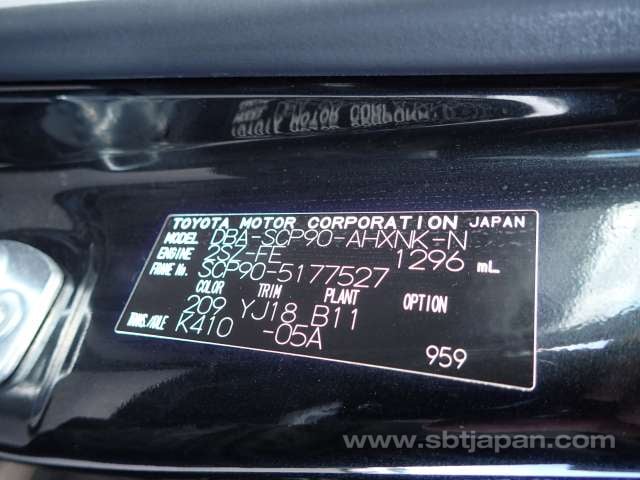 TOYOTA MOTOR CORPORATION JAPAN
MODEL DBA-SCP90-AHXNK-N
ENGINE 2SZ-FE 1296 mL
FRAME No. SCP90-5177527
COLOR TRIM PLANT OPTION
209 YJ18 B11
TRANS. AXLE K410 -05A
959
www.sbtjapan.com